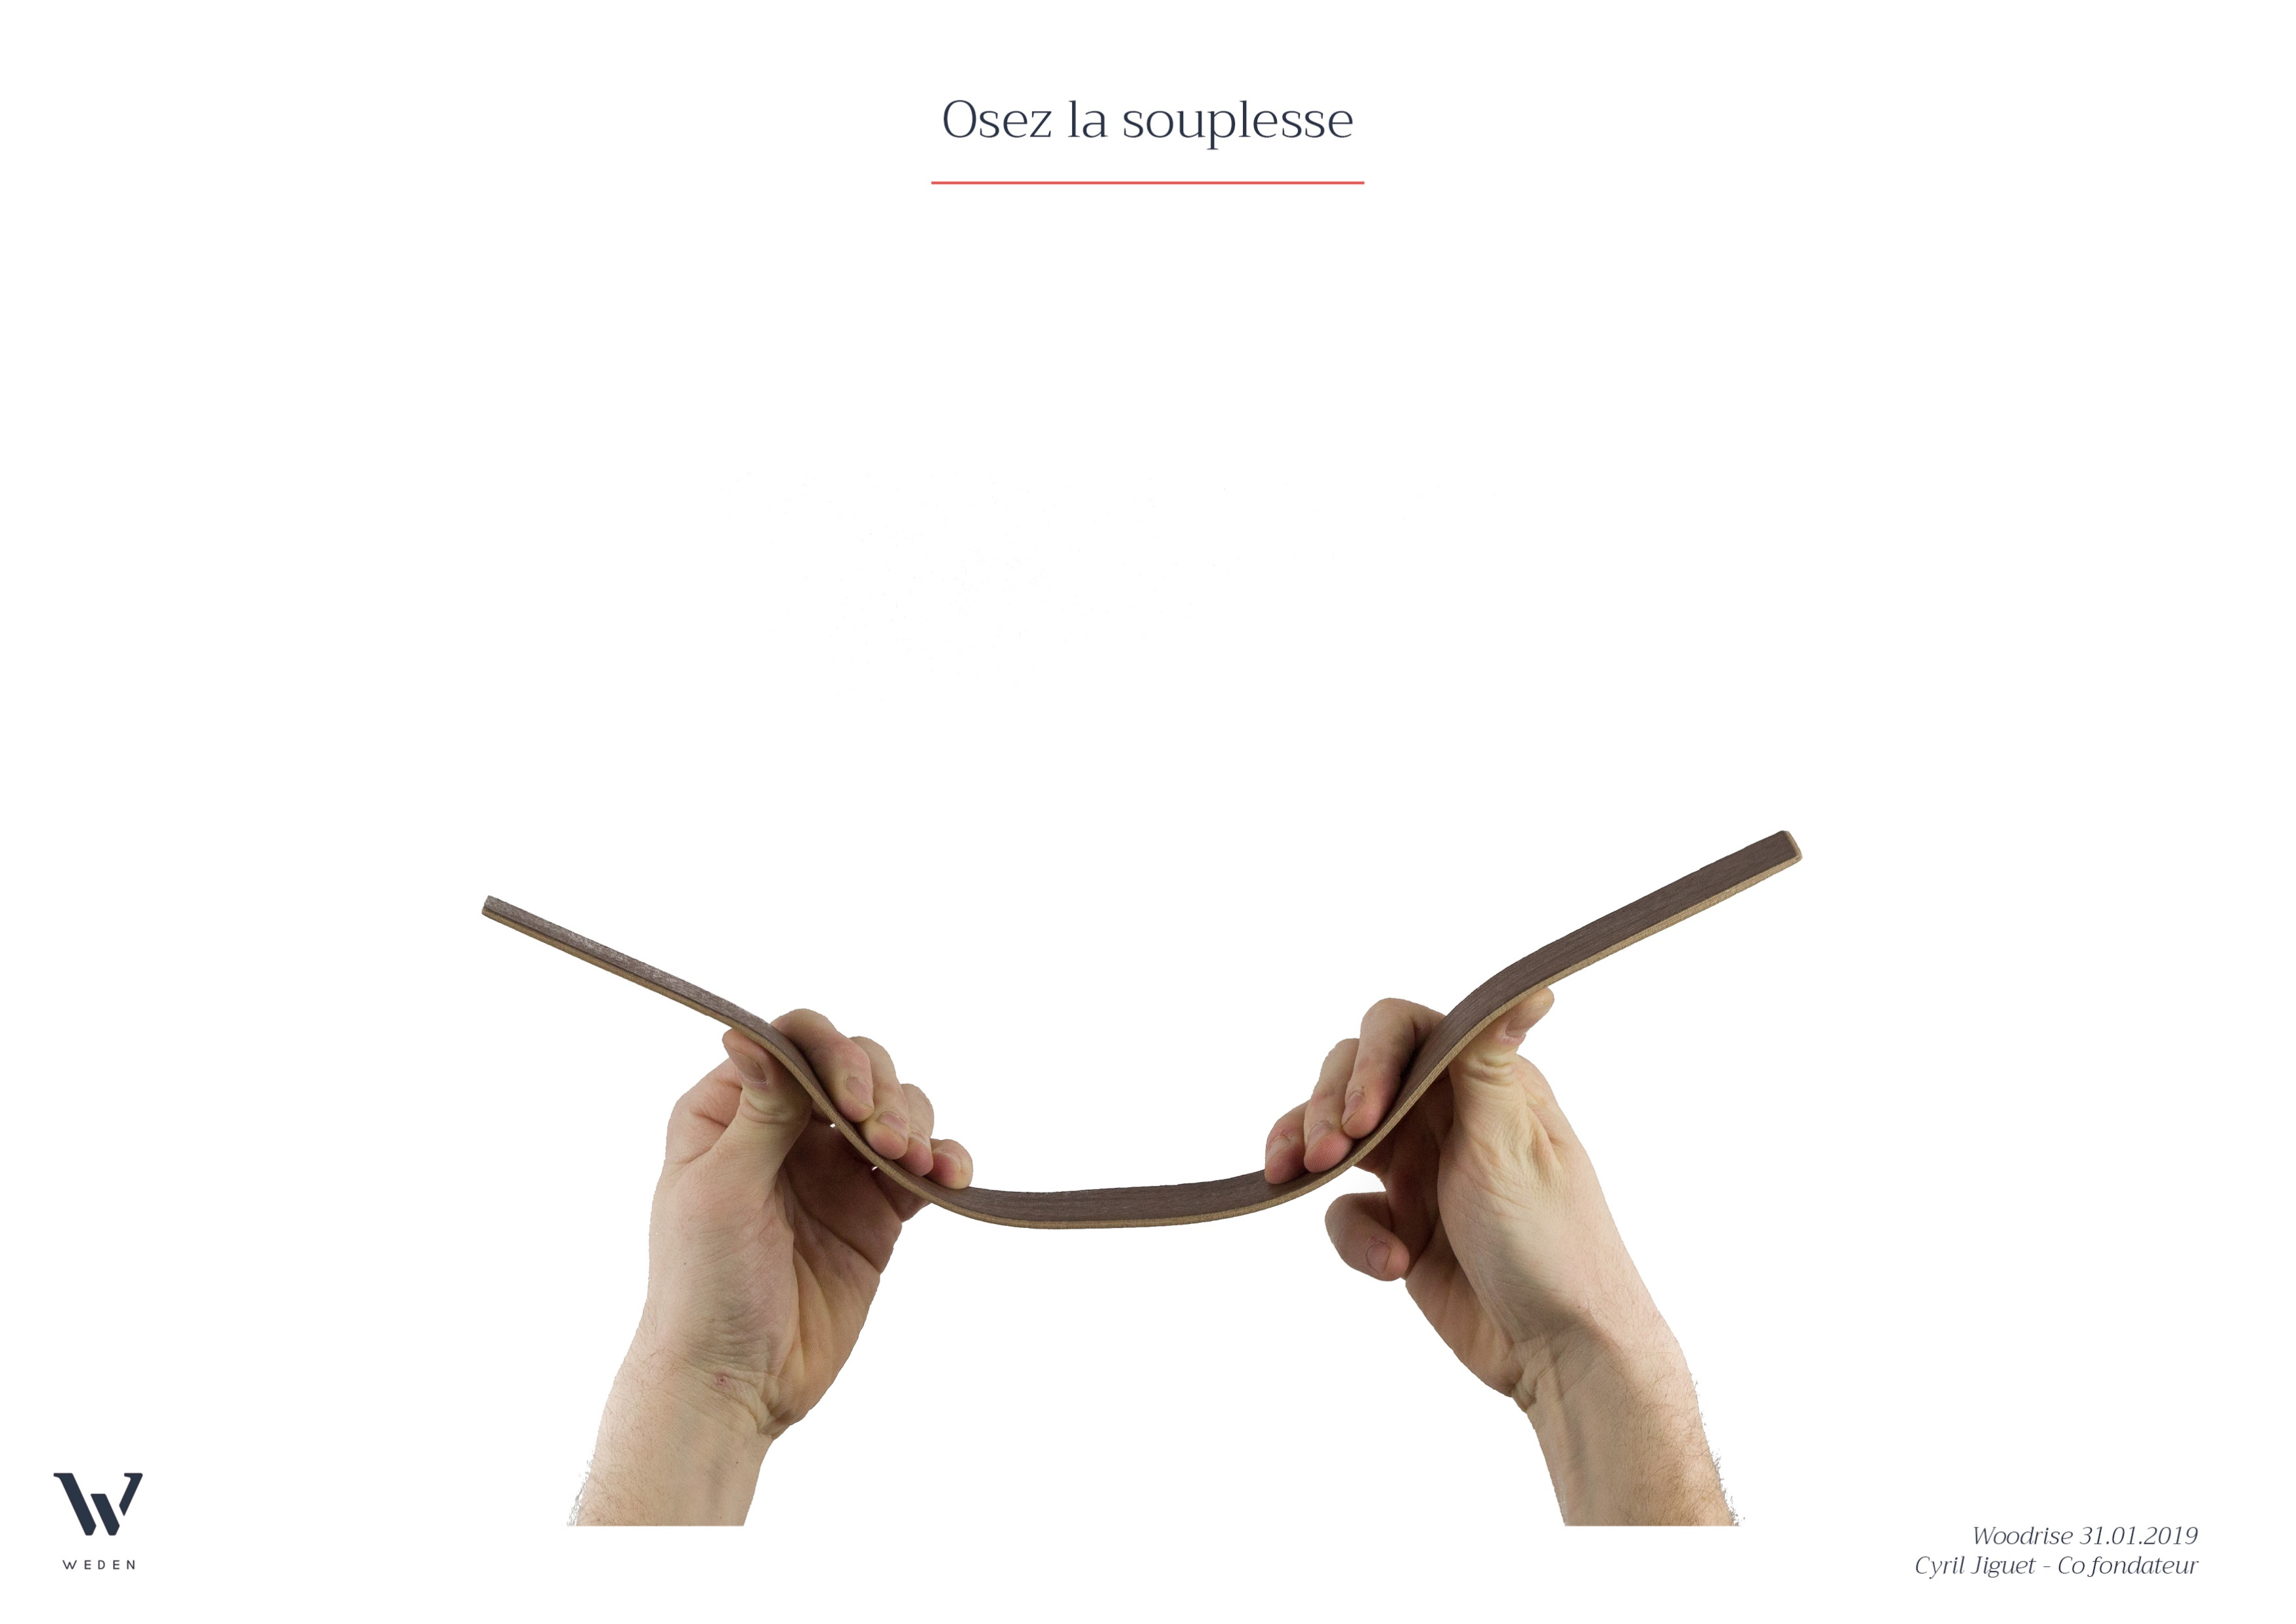 Osez la souplesse
WEDEN
Woodrise 31.01.2019
Cyril Jiguet - Co fondateur